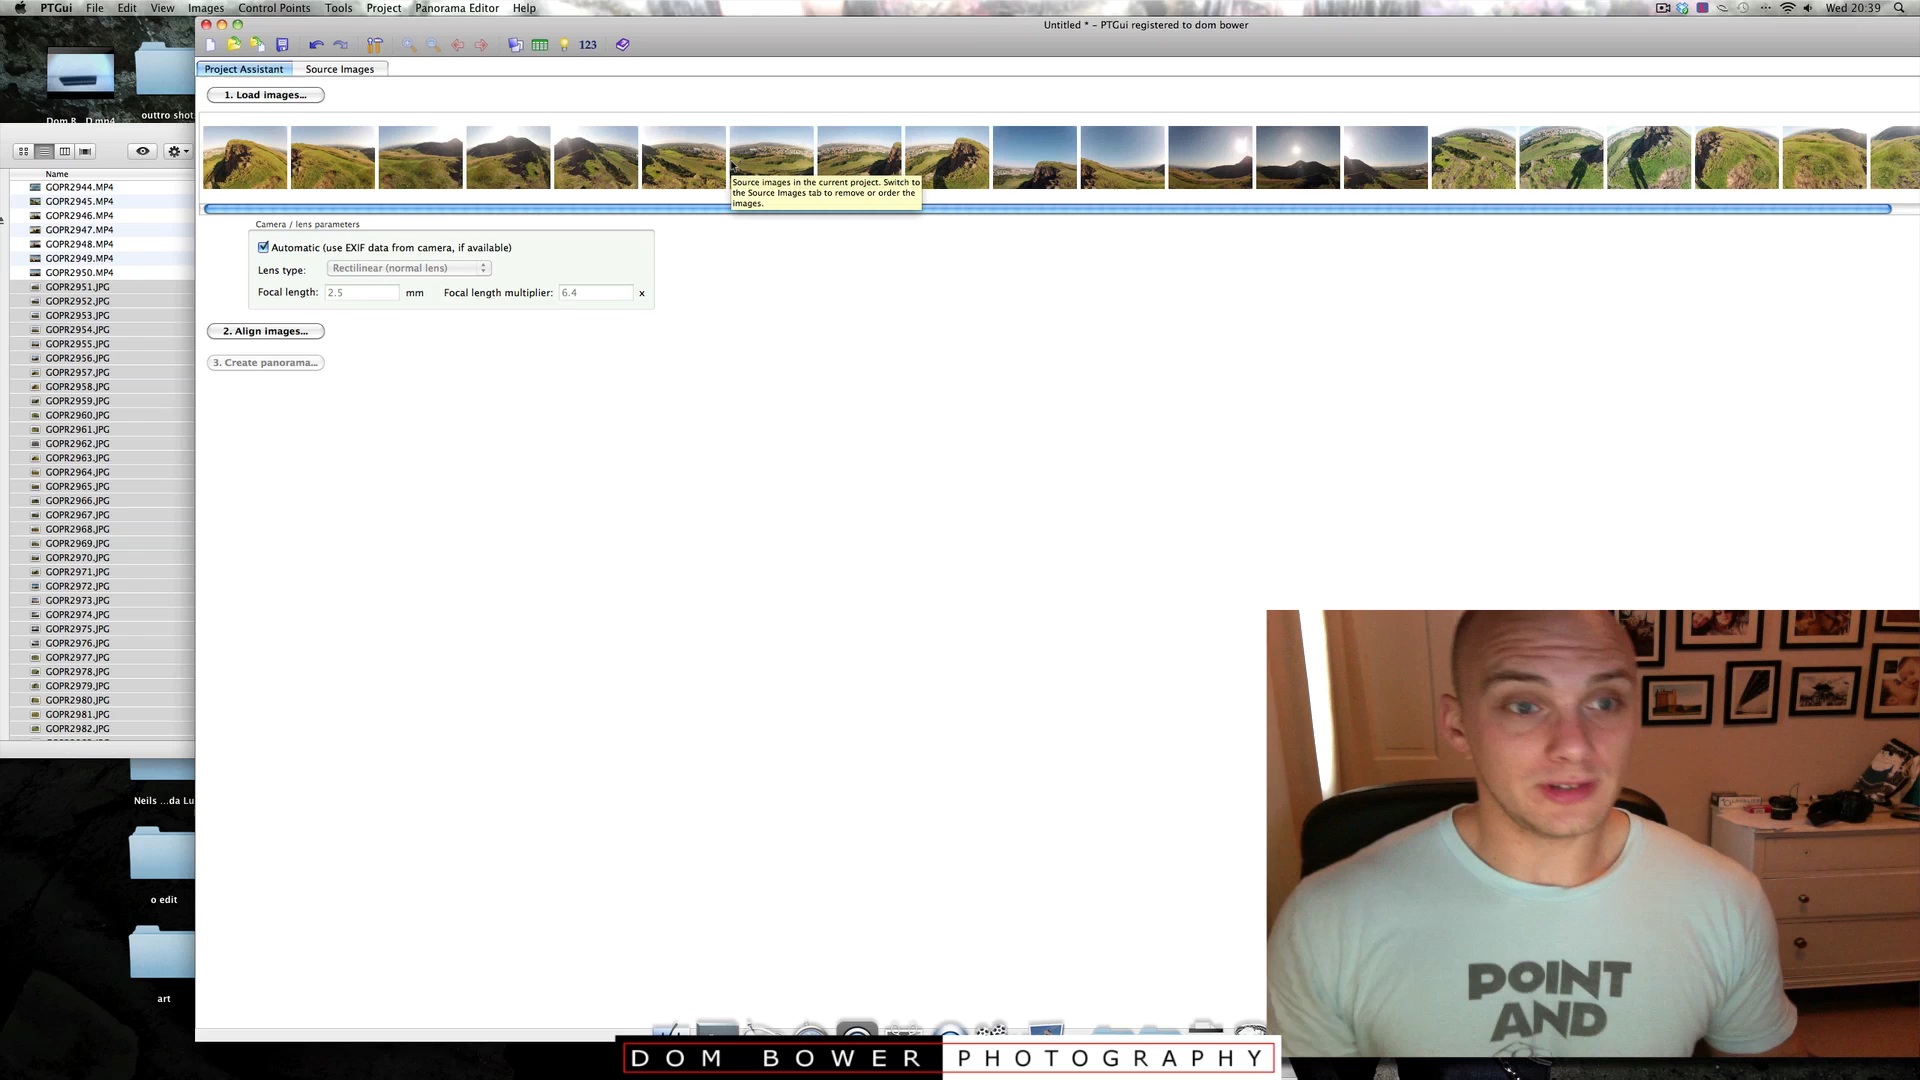 PTGui File Edit View Images Control Points Tools Project Panorama Editor Help Wed 20:39
Untitled * - PTGui registered to dom bower
123
Project Assistant Source Images
1. Load images...
Source images in the current project. Switch to
the Source Images tab to remove or order the
images.
Camera / lens parameters
Automatic (use EXIF data from camera, if available)
Lens type: Rectilinear (normal lens)
Focal length: 2.5 mm Focal length multiplier: 6.4 x
2. Align images...
3. Create panorama...
outtro shot
Name
GOPR2944.MP4
GOPR2945.MP4
GOPR2946.MP4
GOPR2947.MP4
GOPR2948.MP4
GOPR2949.MP4
GOPR2950.MP4
GOPR2951.JPG
GOPR2952.JPG
GOPR2953.JPG
GOPR2954.JPG
GOPR2955.JPG
GOPR2956.JPG
GOPR2957.JPG
GOPR2958.JPG
GOPR2959.JPG
GOPR2960.JPG
GOPR2961.JPG
GOPR2962.JPG
GOPR2963.JPG
GOPR2964.JPG
GOPR2965.JPG
GOPR2966.JPG
GOPR2967.JPG
GOPR2968.JPG
GOPR2969.JPG
GOPR2970.JPG
GOPR2971.JPG
GOPR2972.JPG
GOPR2973.JPG
GOPR2974.JPG
GOPR2975.JPG
GOPR2976.JPG
GOPR2977.JPG
GOPR2978.JPG
GOPR2979.JPG
GOPR2980.JPG
GOPR2981.JPG
GOPR2982.JPG
Neils ...da Lu
o edit
art
POINT
AND
DOM BOWER PHOTOGRAPHY